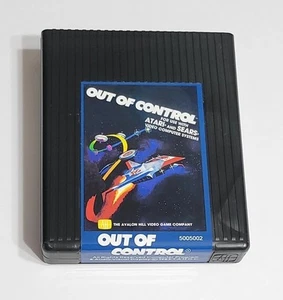 OUT OF CONTROL
FOR USE WITH
ATARI® AND SEARS®
VIDEO COMPUTER SYSTEMS
THE AVALON HILL VIDEO GAME COMPANY
OUT OF
CONTROL®
5005002